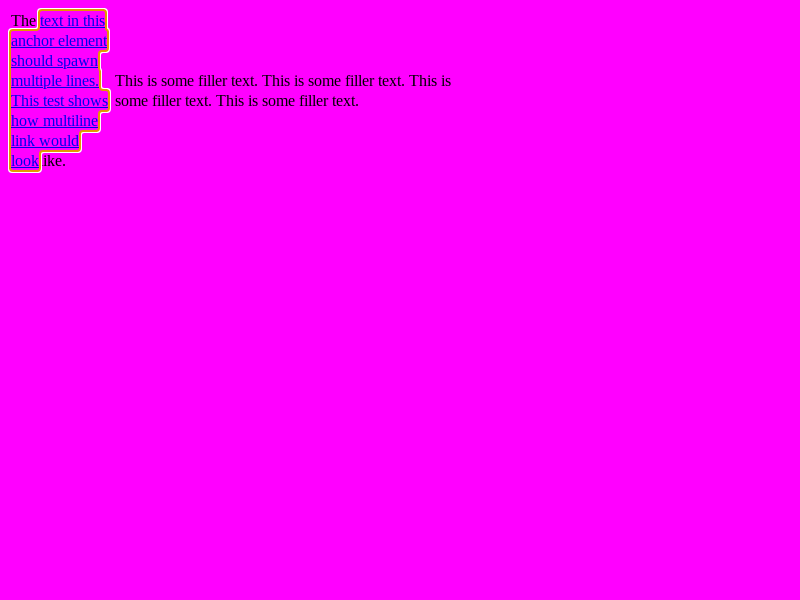 The text in this
anchor element
should spawn
multiple lines.
This test shows
how multiline
link would
look ike.
This is some filler text. This is some filler text. This is
some filler text. This is some filler text.